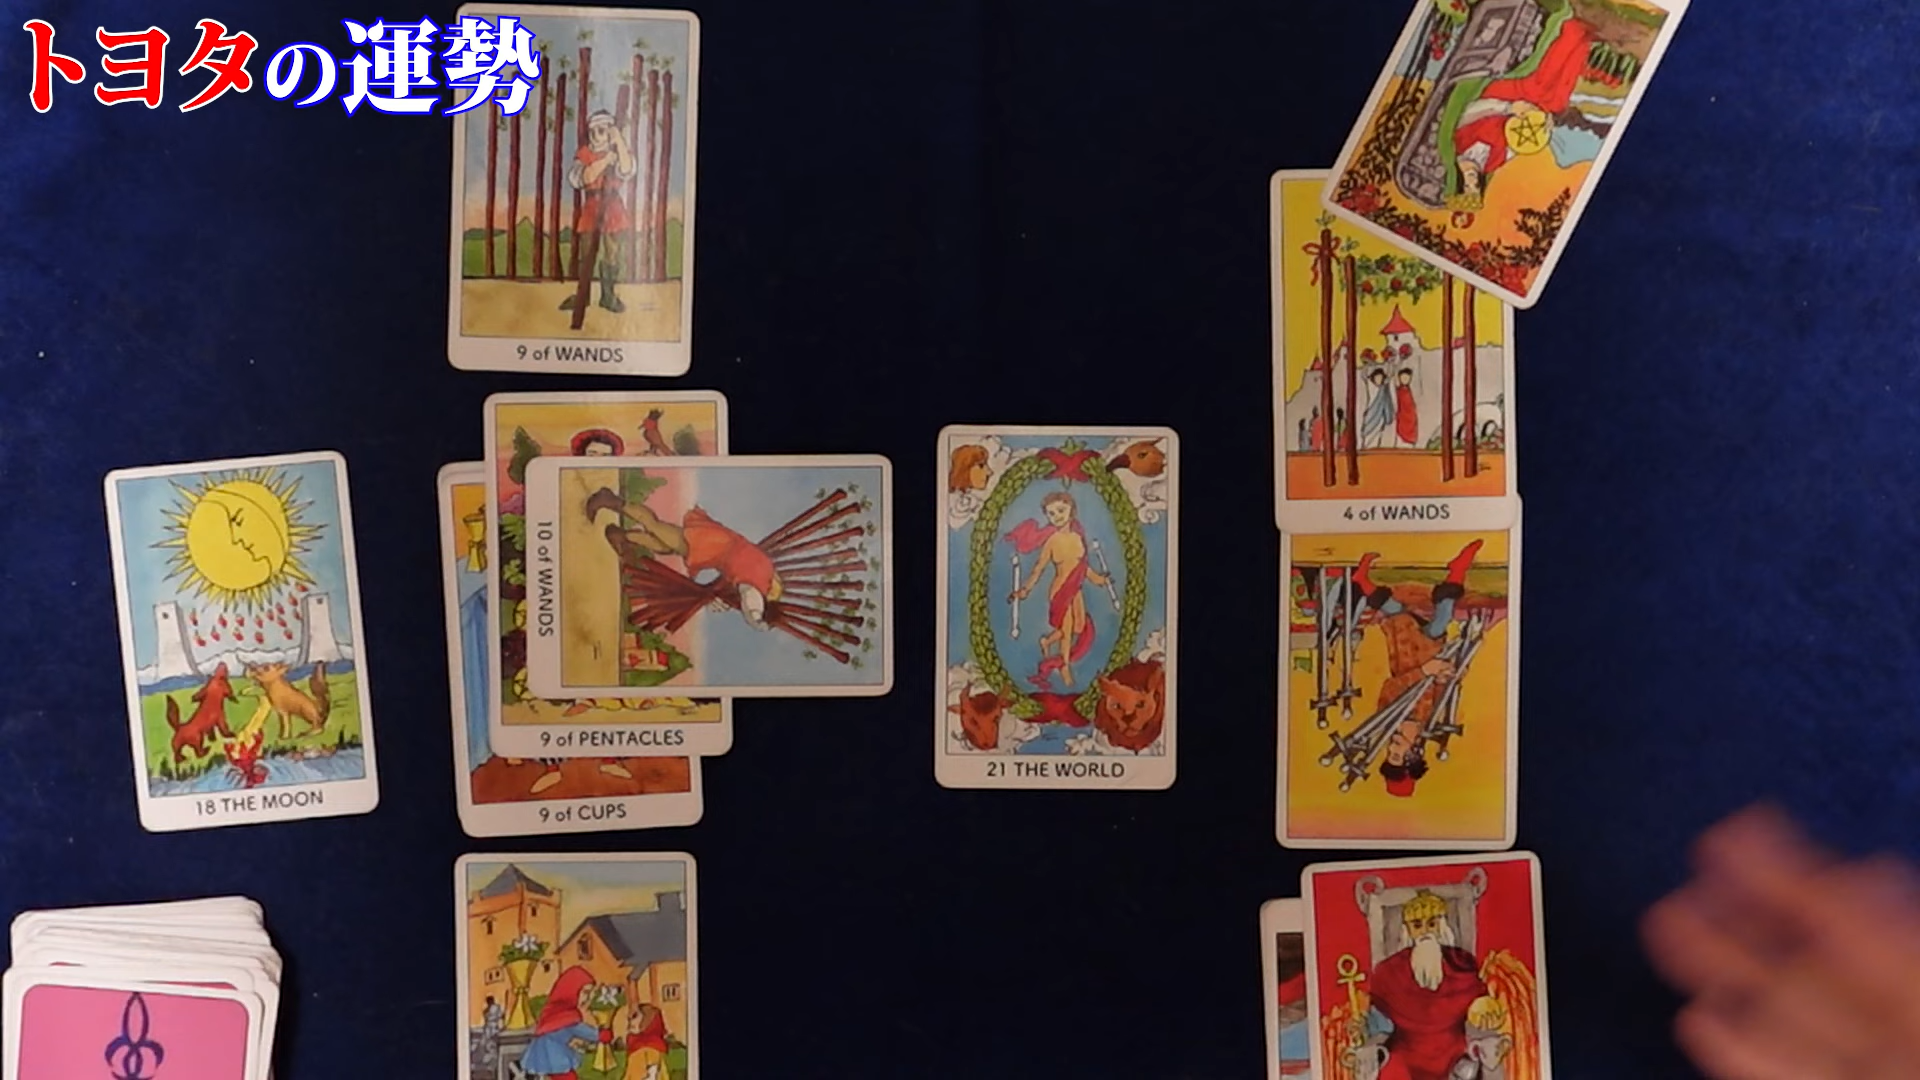 トヨタの運勢
9 of WANDS
4 of WANDS
10 of WANDS
9 of PENTACLES
21 THE WORLD
18 THE MOON
9 of CUPS